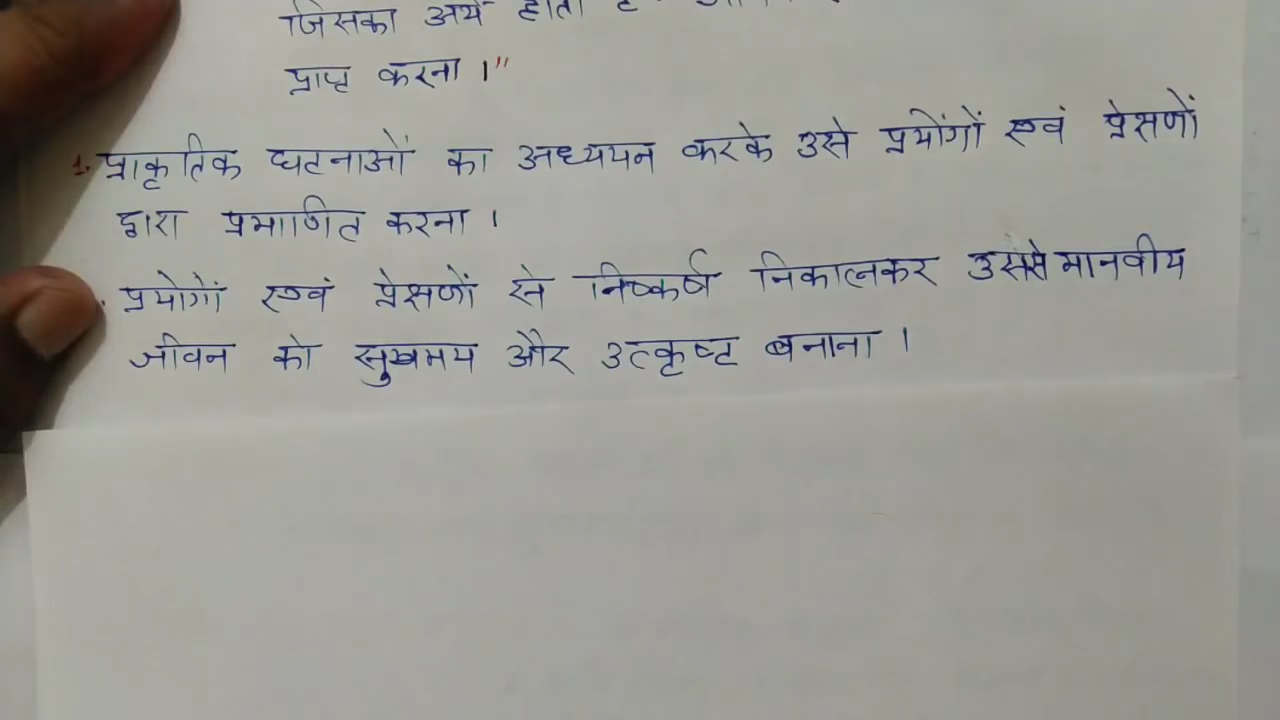 जिसका अर्थ होता है
प्राप्त करना।"
1. प्राकृतिक घटनाओं का अध्ययन करके उसे प्रयोंगों एवं प्रेक्षणों
द्वारा प्रमाणित करना।
प्रयोगों एवं प्रेक्षणों से निष्कर्ष निकालकर उससे मानवीय
जीवन को सुखमय और उत्कृष्ट बनाना।